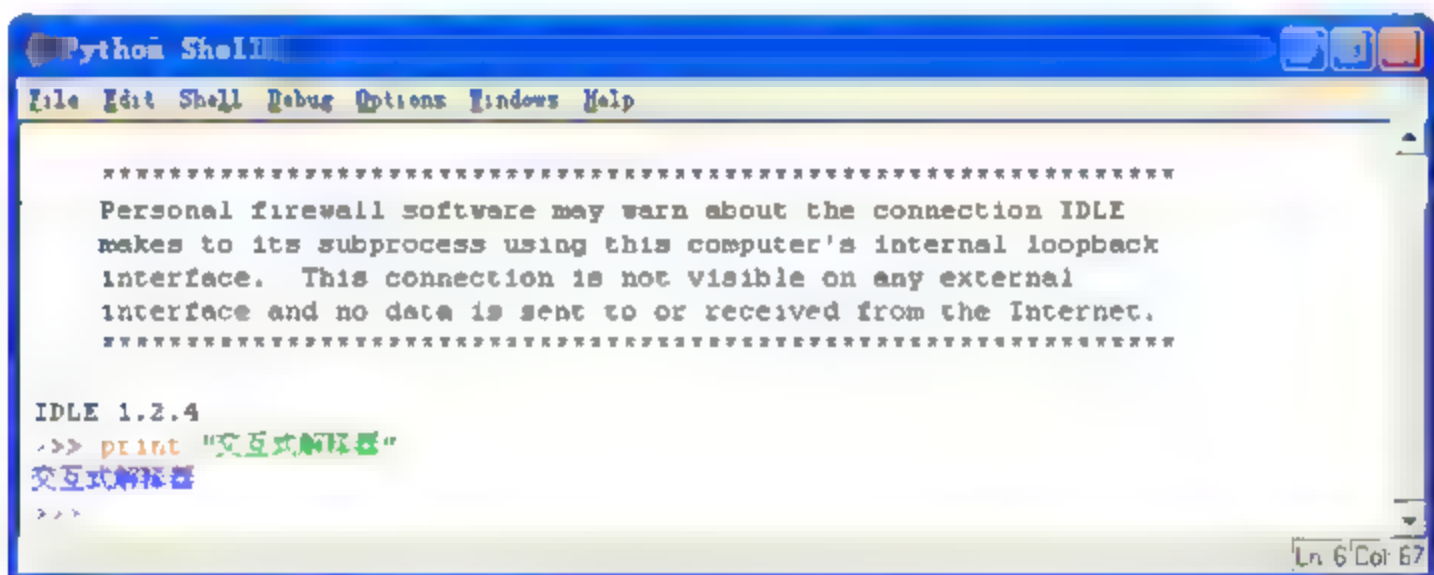 Python Shell
File Edit Shell Debug Options Windows Help
****************************************************************
Personal firewall software may warn about the connection IDLE
makes to its subprocess using this computer's internal loopback
interface.  This connection is not visible on any external
interface and no data is sent to or received from the Internet.
****************************************************************
IDLE 1.2.4
>>> print "交互式解释器"
交互式解释器
>>>
Ln 6 Col 67